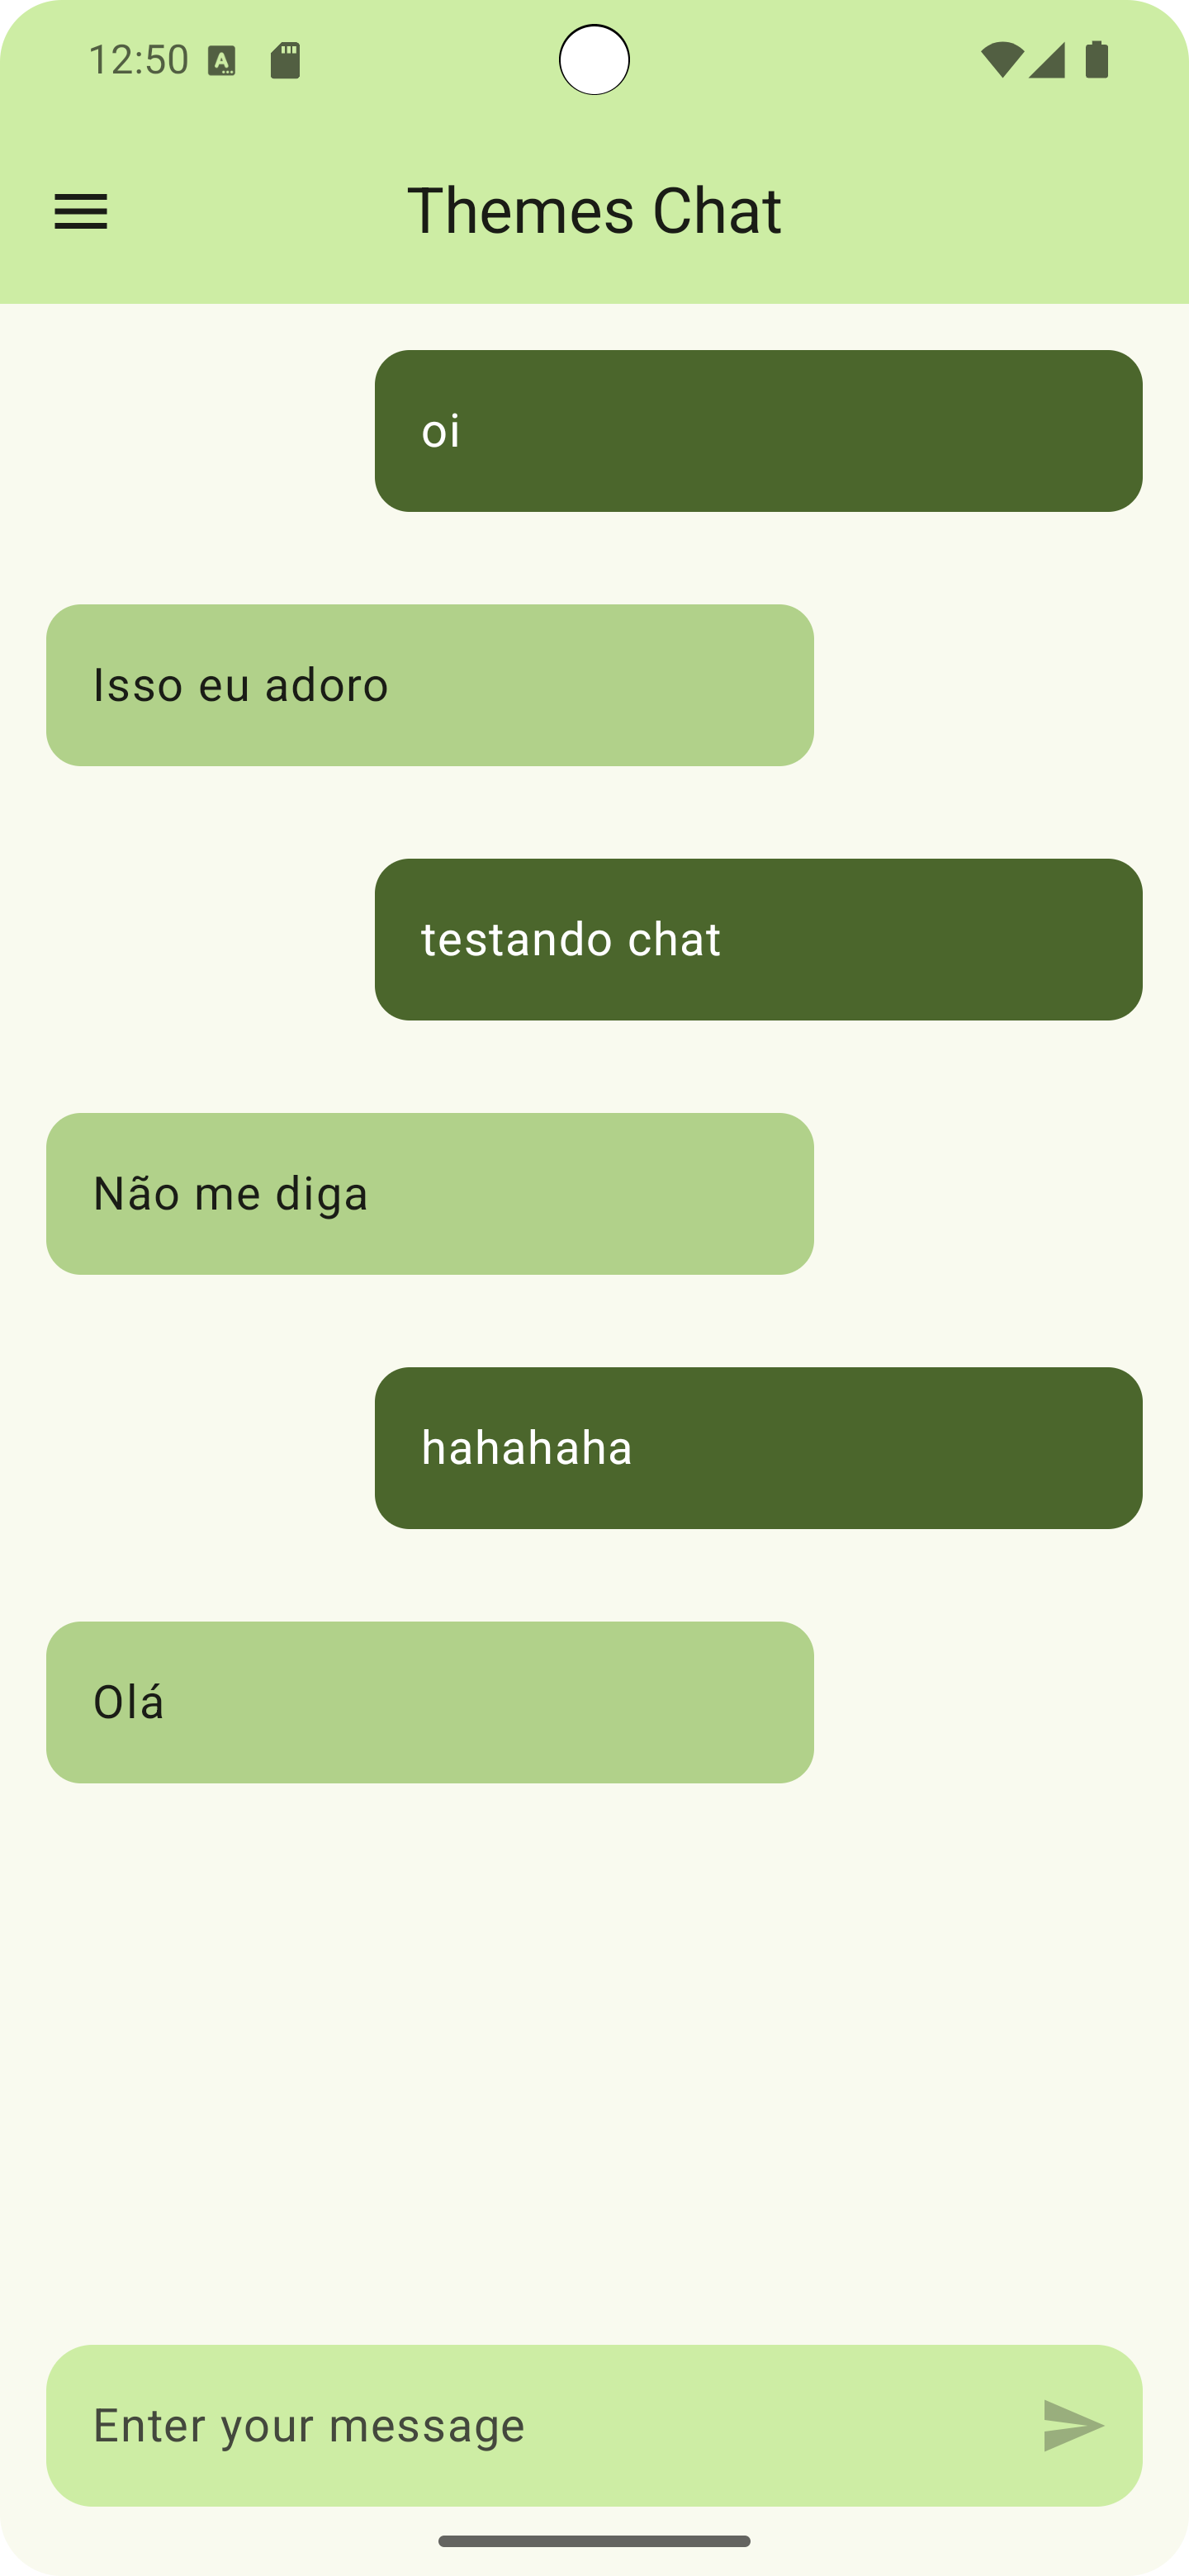 12:50
Themes Chat
oi
Isso eu adoro
testando chat
Não me diga
hahahaha
Olá
Enter your message